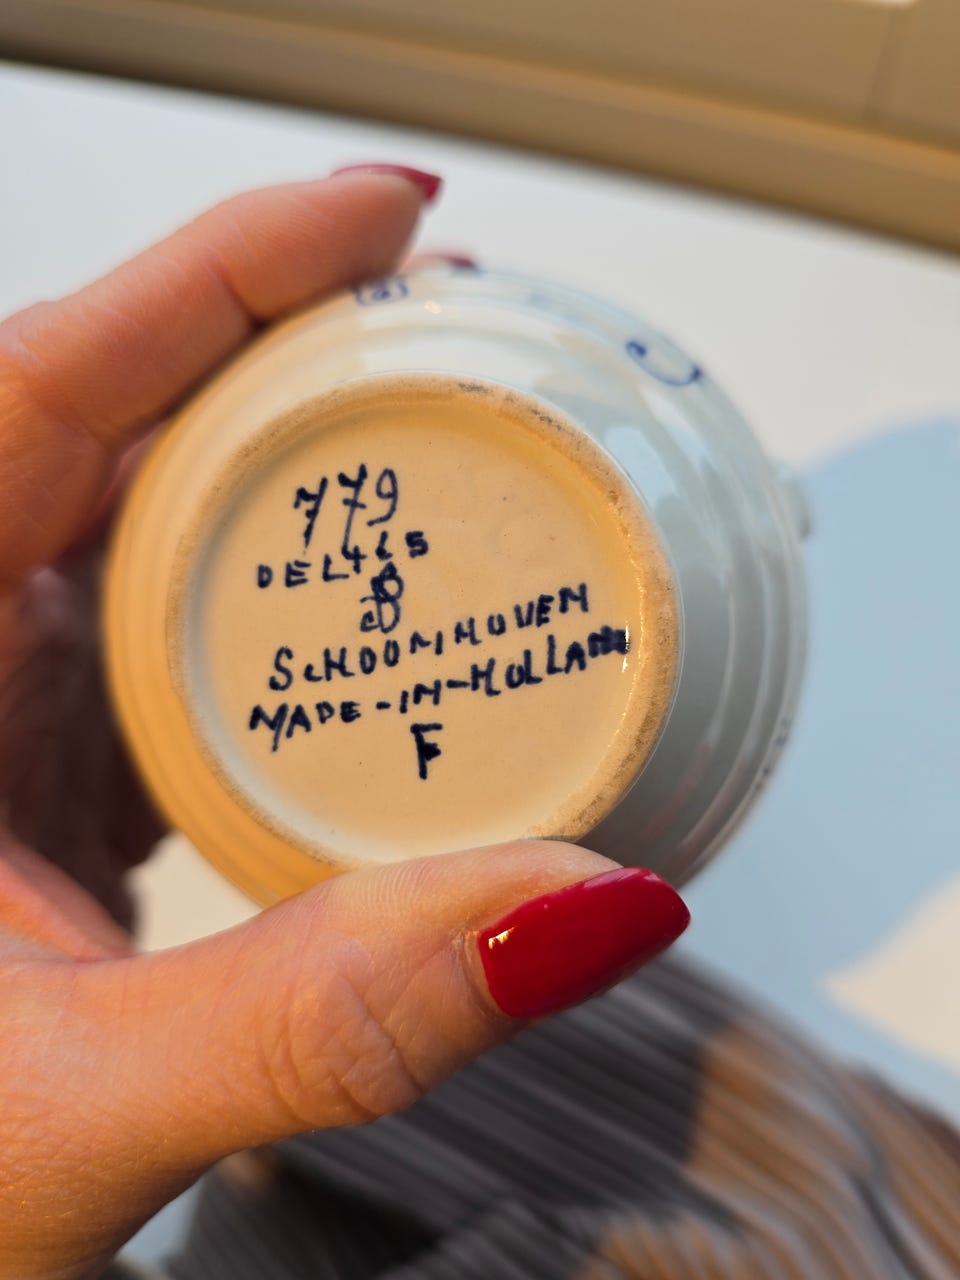 779
DELFTS
SCHOONHOVEN
MADE-IN-HOLLAND
F